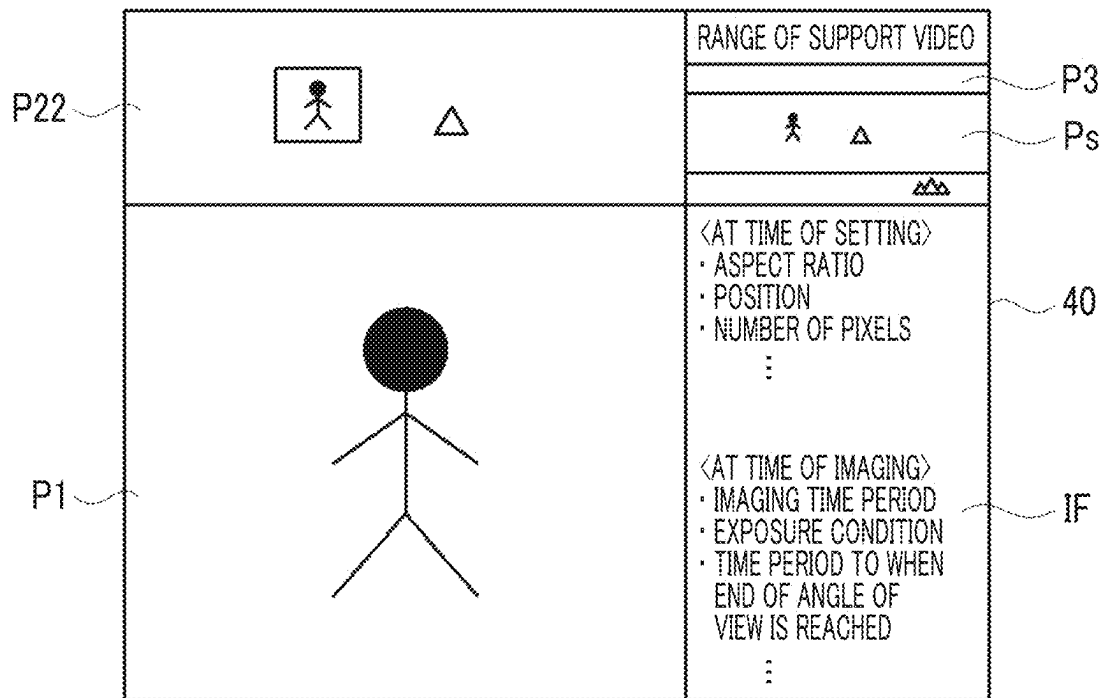 RANGE OF SUPPORT VIDEO
P3
P22
Ps
〈AT TIME OF SETTING〉
・ASPECT RATIO
・POSITION
・NUMBER OF PIXELS
⋮
40
〈AT TIME OF IMAGING〉
・IMAGING TIME PERIOD
・EXPOSURE CONDITION
・TIME PERIOD TO WHEN
END OF ANGLE OF
VIEW IS REACHED
⋮
P1
IF